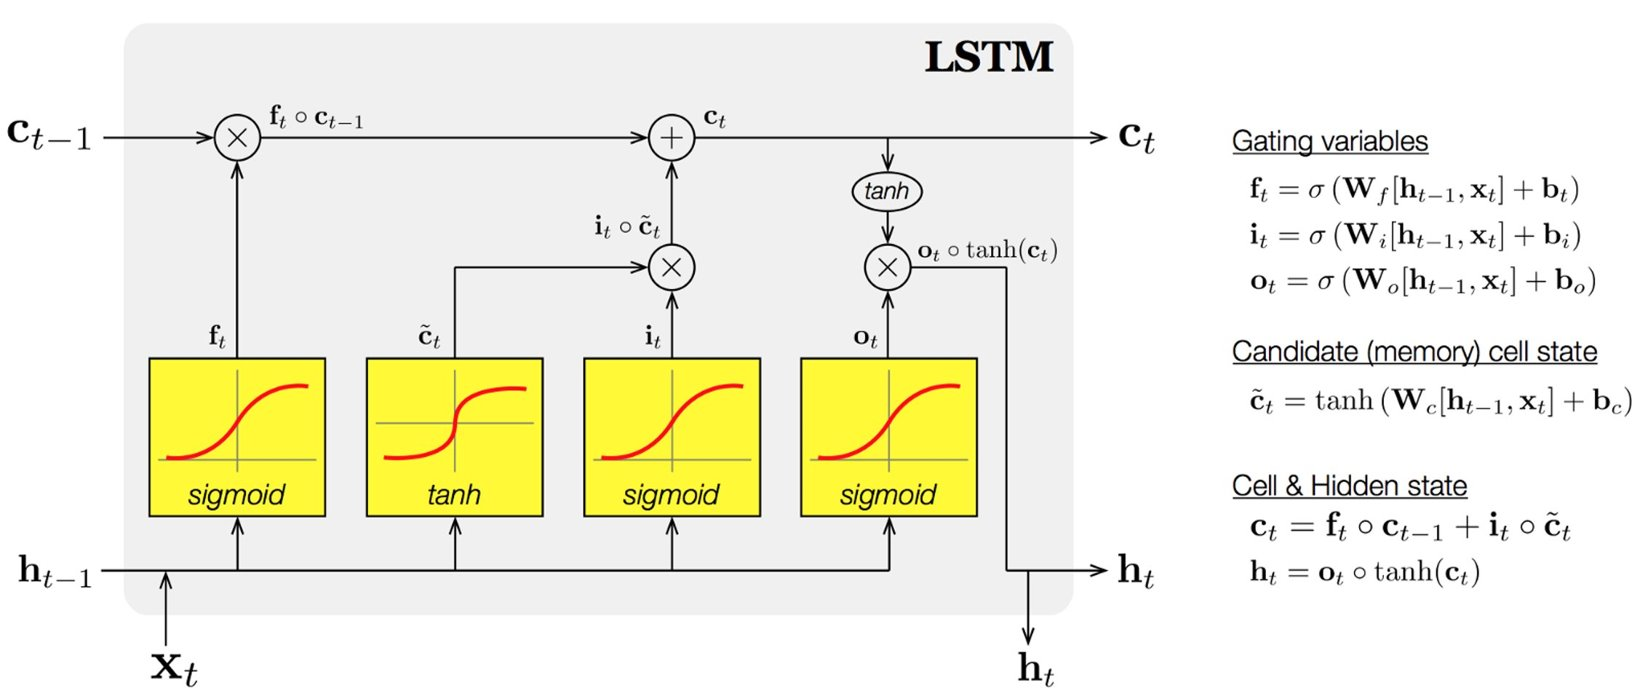 LSTM
c_{t−1}
f_t ∘ c_{t−1}
c_t
c_t
tanh
i_t ∘ c̃_t
o_t ∘ tanh(c_t)
f_t
c̃_t
i_t
o_t
sigmoid
tanh
sigmoid
sigmoid
h_{t−1}
h_t
x_t
h_t
Gating variables
f_t = σ (W_f[h_{t−1}, x_t] + b_t)
i_t = σ (W_i[h_{t−1}, x_t] + b_i)
o_t = σ (W_o[h_{t−1}, x_t] + b_o)
Candidate (memory) cell state
c̃_t = tanh (W_c[h_{t−1}, x_t] + b_c)
Cell & Hidden state
c_t = f_t ∘ c_{t−1} + i_t ∘ c̃_t
h_t = o_t ∘ tanh(c_t)